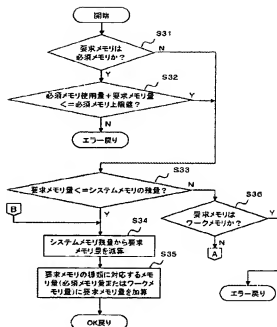 開始
S31
要求メモリは
必須メモリか？
N
Y
S32
必須メモリ使用量＋要求メモリ量
<=必須メモリ上限値？
Y
N
エラー戻り
S33
要求メモリ量<=システムメモリの残量？
N
S36
B
Y
要求メモリは
ワークメモリか？
Y
S34
N
A
システムメモリ残量から要求
メモリ量を減算
S35
要求メモリの種類に対応するメモ
リ量(必須メモリ量またはワークメ
モリ量)に要求メモリ量を加算
エラー戻り
OK戻り